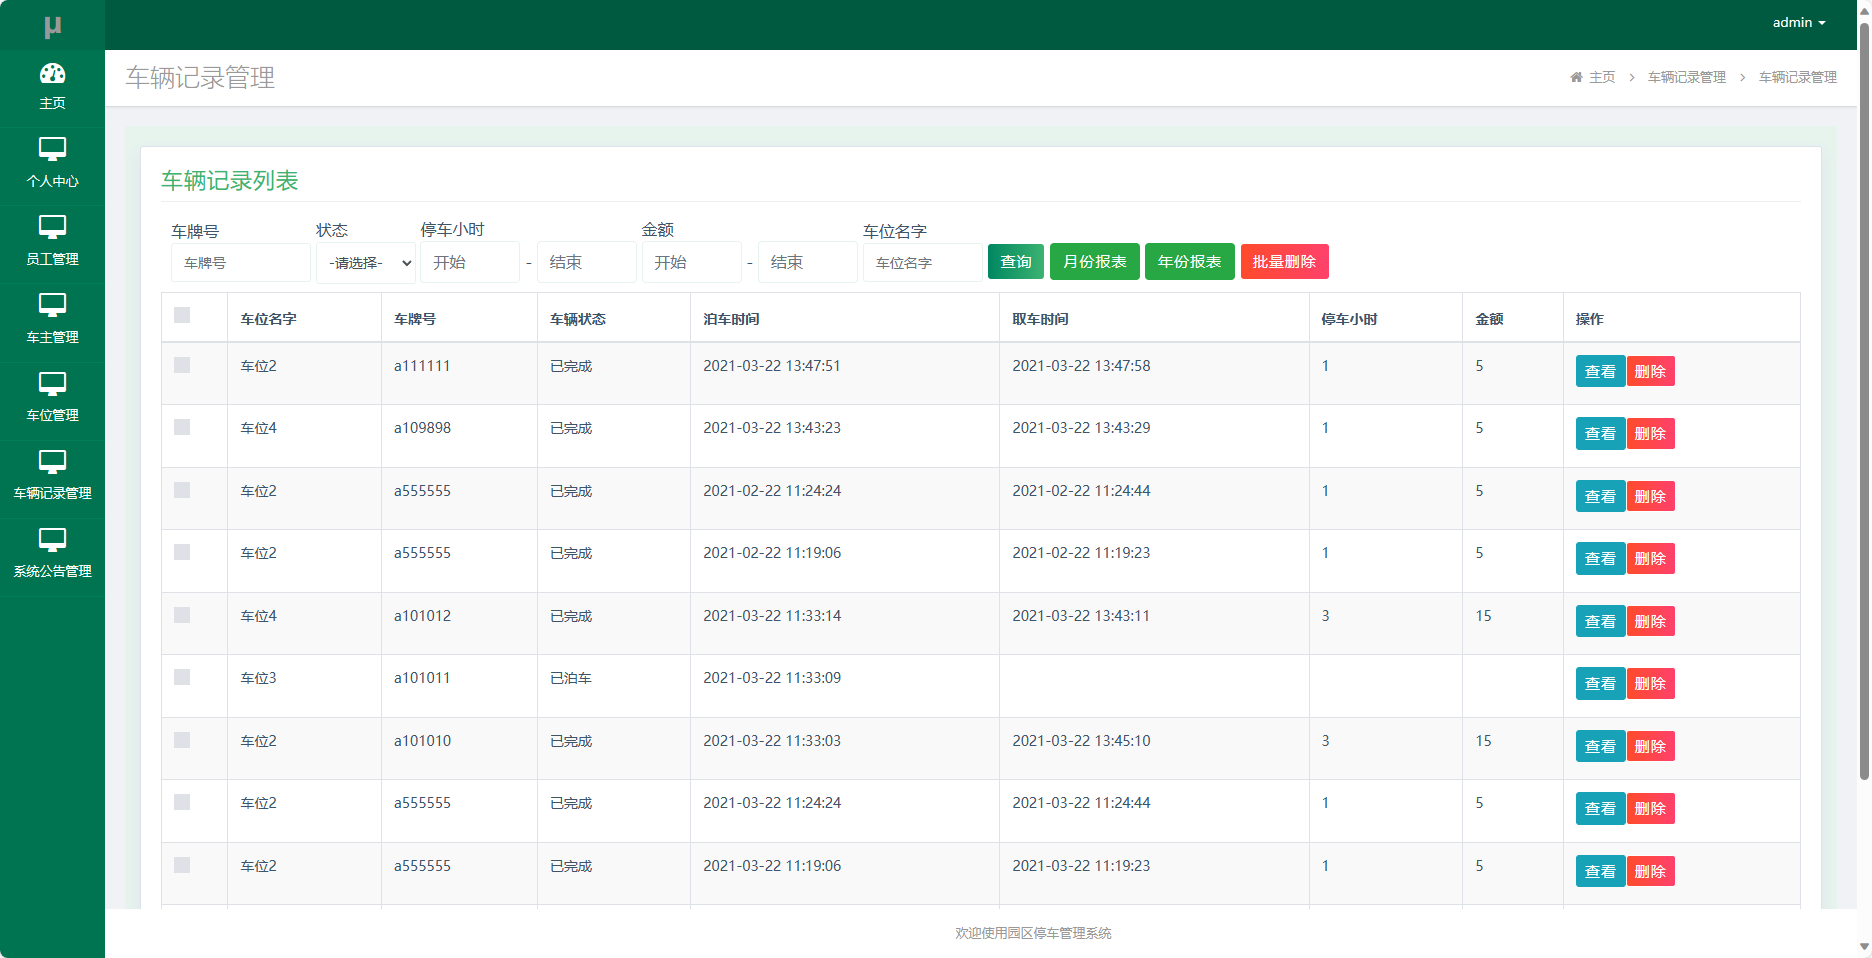 μ
admin
主页
个人中心
员工管理
车主管理
车位管理
车辆记录管理
系统公告管理
车辆记录管理
主页 > 车辆记录管理 > 车辆记录管理
车辆记录列表
车牌号 状态 停车小时 金额 车位名字
车牌号 -请选择- 开始 - 结束 开始 - 结束 车位名字 查询 月份报表 年份报表 批量删除
车位名字 车牌号 车辆状态 泊车时间 取车时间 停车小时 金额 操作
车位2 a111111 已完成 2021-03-22 13:47:51 2021-03-22 13:47:58 1 5 查看 删除
车位4 a109898 已完成 2021-03-22 13:43:23 2021-03-22 13:43:29 1 5 查看 删除
车位2 a555555 已完成 2021-02-22 11:24:24 2021-02-22 11:24:44 1 5 查看 删除
车位2 a555555 已完成 2021-02-22 11:19:06 2021-02-22 11:19:23 1 5 查看 删除
车位4 a101012 已完成 2021-03-22 11:33:14 2021-03-22 13:43:11 3 15 查看 删除
车位3 a101011 已泊车 2021-03-22 11:33:09 查看 删除
车位2 a101010 已完成 2021-03-22 11:33:03 2021-03-22 13:45:10 3 15 查看 删除
车位2 a555555 已完成 2021-03-22 11:24:24 2021-03-22 11:24:44 1 5 查看 删除
车位2 a555555 已完成 2021-03-22 11:19:06 2021-03-22 11:19:23 1 5 查看 删除
欢迎使用园区停车管理系统